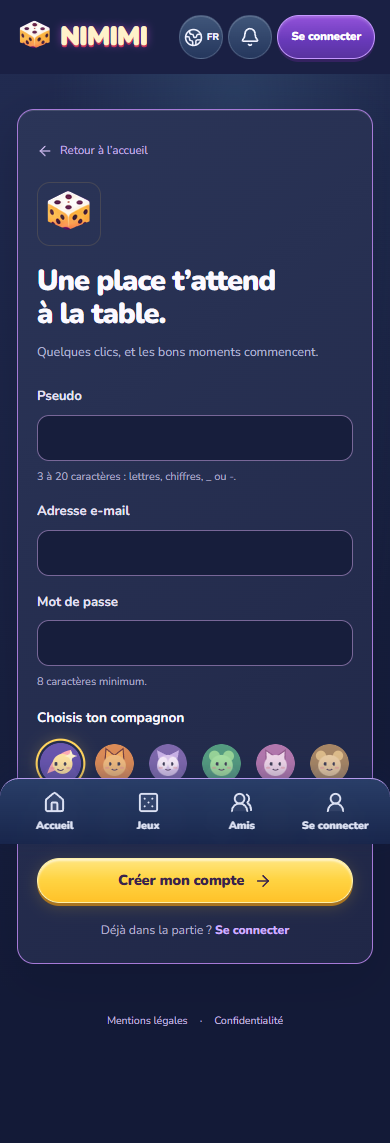 NIMIMI
FR
Se connecter
Retour à l'accueil
Une place t'attend
à la table.
Quelques clics, et les bons moments commencent.
Pseudo
3 à 20 caractères : lettres, chiffres, _ ou -.
Adresse e-mail
Mot de passe
8 caractères minimum.
Choisis ton compagnon
Accueil
Jeux
Amis
Se connecter
Créer mon compte
Déjà dans la partie ? Se connecter
Mentions légales · Confidentialité